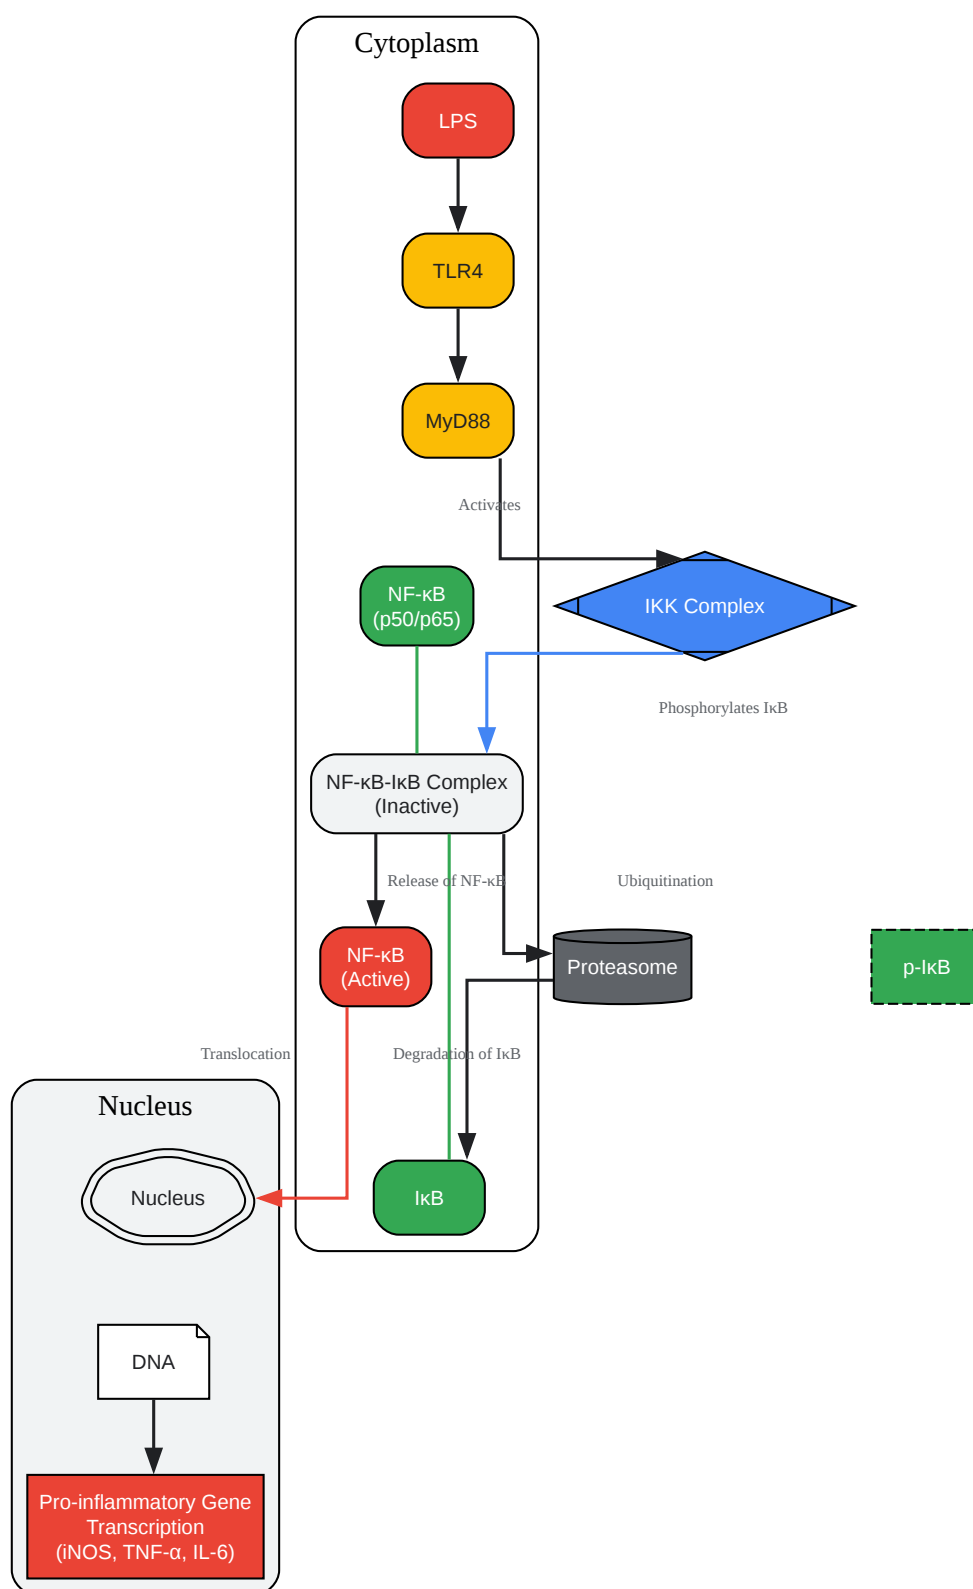 Cytoplasm
LPS
TLR4
MyD88
Activates
NF-κB
(p50/p65)
IKK Complex
Phosphorylates IκB
NF-κB-IκB Complex
(Inactive)
Release of NF-κB
Ubiquitination
NF-κB
(Active)
Proteasome
p-IκB
Translocation
Degradation of IκB
Nucleus
Nucleus
IκB
DNA
Pro-inflammatory Gene
Transcription
(iNOS, TNF-α, IL-6)